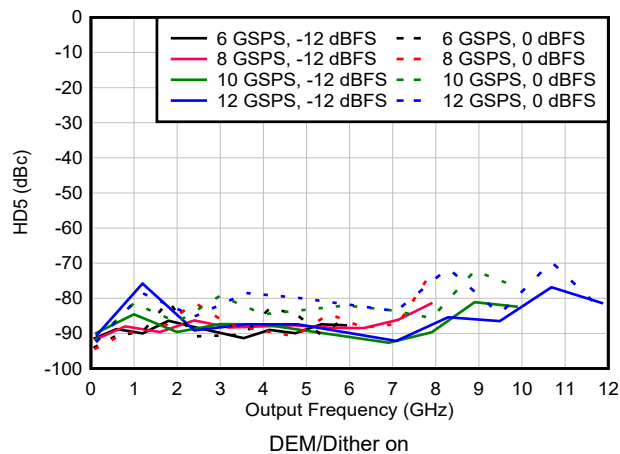 0
-10
-20
-30
-40
-50
-60
-70
-80
-90
-100
HD5 (dBc)
6 GSPS, -12 dBFS
8 GSPS, -12 dBFS
10 GSPS, -12 dBFS
12 GSPS, -12 dBFS
6 GSPS, 0 dBFS
8 GSPS, 0 dBFS
10 GSPS, 0 dBFS
12 GSPS, 0 dBFS
0 1 2 3 4 5 6 7 8 9 10 11 12
Output Frequency (GHz)
DEM/Dither on